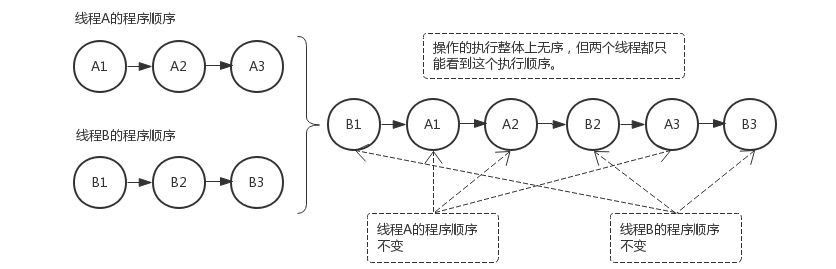 线程A的程序顺序
A1 A2 A3
线程B的程序顺序
B1 B2 B3
操作的执行整体上无序，但两个线程都只
能看到这个执行顺序。
B1 A1 A2 B2 A3 B3
线程A的程序顺序
不变
线程B的程序顺序
不变